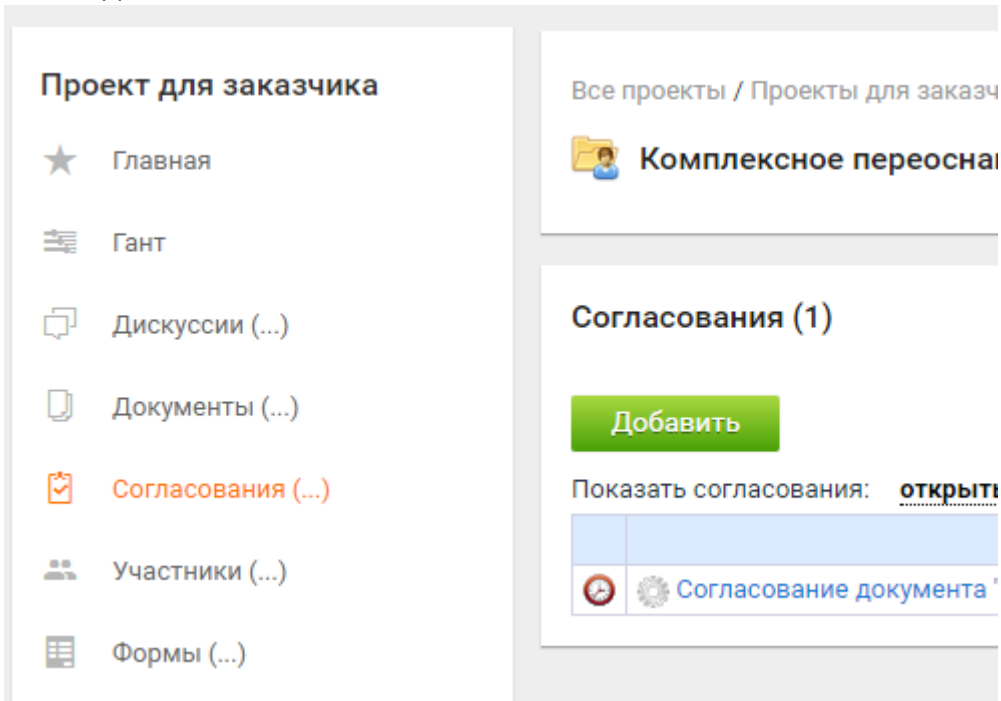 Проект для заказчика
Главная
Гант
Дискуссии (...)
Документы (...)
Согласования (...)
Участники (...)
Формы (...)
Все проекты / Проекты для заказч
Комплексное переосна
Согласования (1)
Добавить
Показать согласования: открыть
Согласование документа "